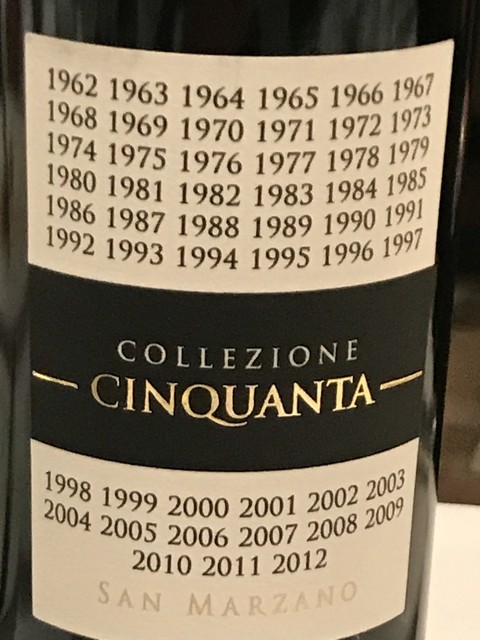 1962 1963 1964 1965 1966 1967
1968 1969 1970 1971 1972 1973
1974 1975 1976 1977 1978 1979
1980 1981 1982 1983 1984 1985
1986 1987 1988 1989 1990 1991
1992 1993 1994 1995 1996 1997
COLLEZIONE
CINQUANTA
1998 1999 2000 2001 2002 2003
2004 2005 2006 2007 2008 2009
2010 2011 2012
SAN MARZANO